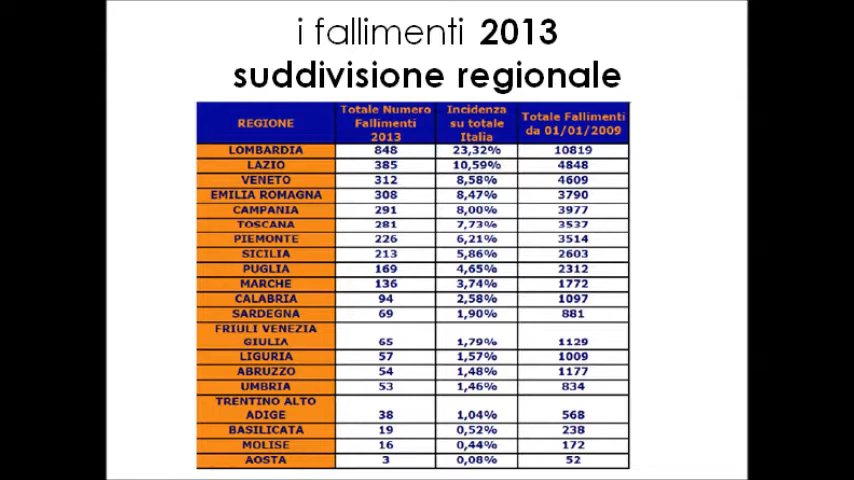 i fallimenti 2013
suddivisione regionale
REGIONE Totale Numero Fallimenti 2013 Incidenza su totale Italia Totale Fallimenti da 01/01/2009
LOMBARDIA 848 23,32% 10819
LAZIO 385 10,59% 4848
VENETO 312 8,58% 4609
EMILIA ROMAGNA 308 8,47% 3790
CAMPANIA 291 8,00% 3977
TOSCANA 281 7,73% 3537
PIEMONTE 226 6,21% 3514
SICILIA 213 5,86% 2603
PUGLIA 169 4,65% 2312
MARCHE 136 3,74% 1772
CALABRIA 94 2,58% 1097
SARDEGNA 69 1,90% 881
FRIULI VENEZIA
GIULIA 65 1,79% 1129
LIGURIA 57 1,57% 1009
ABRUZZO 54 1,48% 1177
UMBRIA 53 1,46% 834
TRENTINO ALTO
ADIGE 38 1,04% 568
BASILICATA 19 0,52% 238
MOLISE 16 0,44% 172
AOSTA 3 0,08% 52